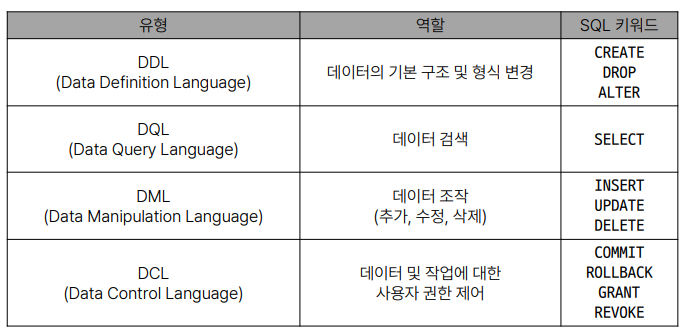 유형 역할 SQL 키워드
DDL
(Data Definition Language)
데이터의 기본 구조 및 형식 변경
CREATE
DROP
ALTER
DQL
(Data Query Language)
데이터 검색
SELECT
DML
(Data Manipulation Language)
데이터 조작
(추가, 수정, 삭제)
INSERT
UPDATE
DELETE
DCL
(Data Control Language)
데이터 및 작업에 대한
사용자 권한 제어
COMMIT
ROLLBACK
GRANT
REVOKE